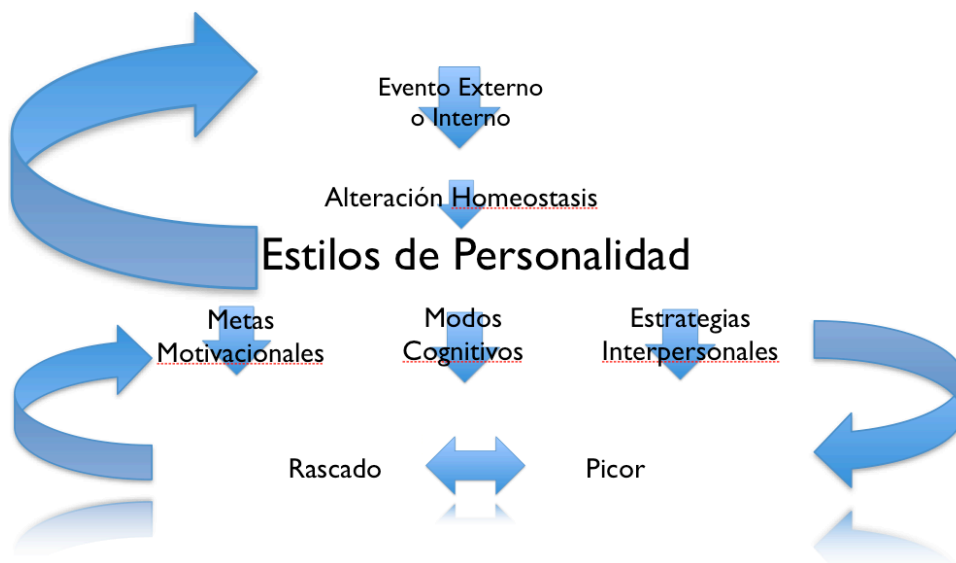 Evento Externo
o Interno
Alteración Homeostasis
Estilos de Personalidad
Metas
Motivacionales
Modos
Cognitivos
Estrategias
Interpersonales
Rascado
Picor